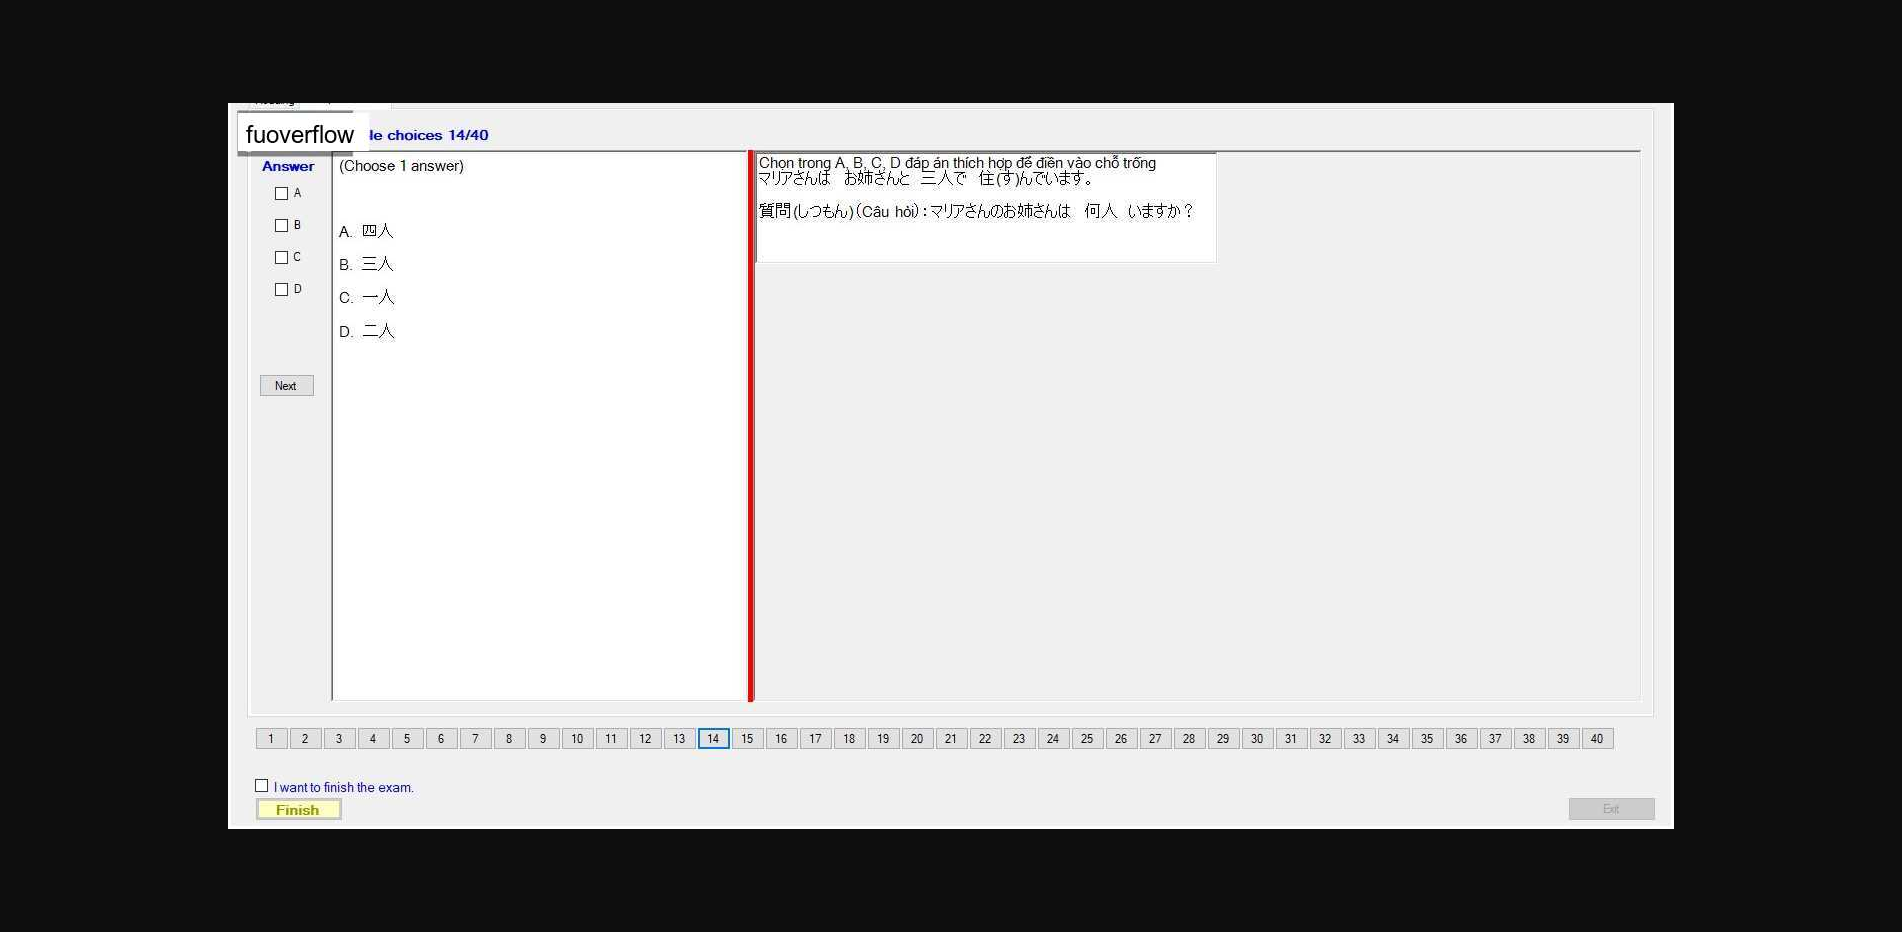 fuoverflow
le choices 14/40
Answer
(Choose 1 answer)
A
B
C
D
A. 四人
B. 三人
C. 一人
D. 二人
Next
Chọn trong A, B, C, D đáp án thích hợp để điền vào chỗ trống
マリアさんは お姉さんと 三人で 住(す)んでいます。
質問(しつもん)(Câu hỏi):マリアさんのお姉さんは 何人 いますか?
1 2 3 4 5 6 7 8 9 10 11 12 13 14 15 16 17 18 19 20 21 22 23 24 25 26 27 28 29 30 31 32 33 34 35 36 37 38 39 40
I want to finish the exam.
Finish
Exit